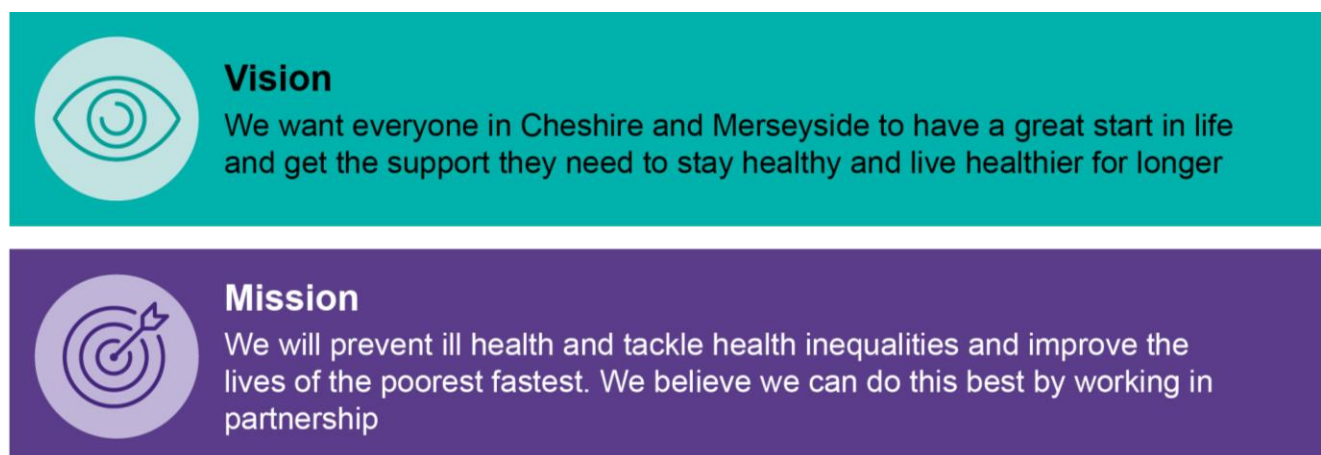 Vision
We want everyone in Cheshire and Merseyside to have a great start in life
and get the support they need to stay healthy and live healthier for longer
Mission
We will prevent ill health and tackle health inequalities and improve the
lives of the poorest fastest. We believe we can do this best by working in
partnership